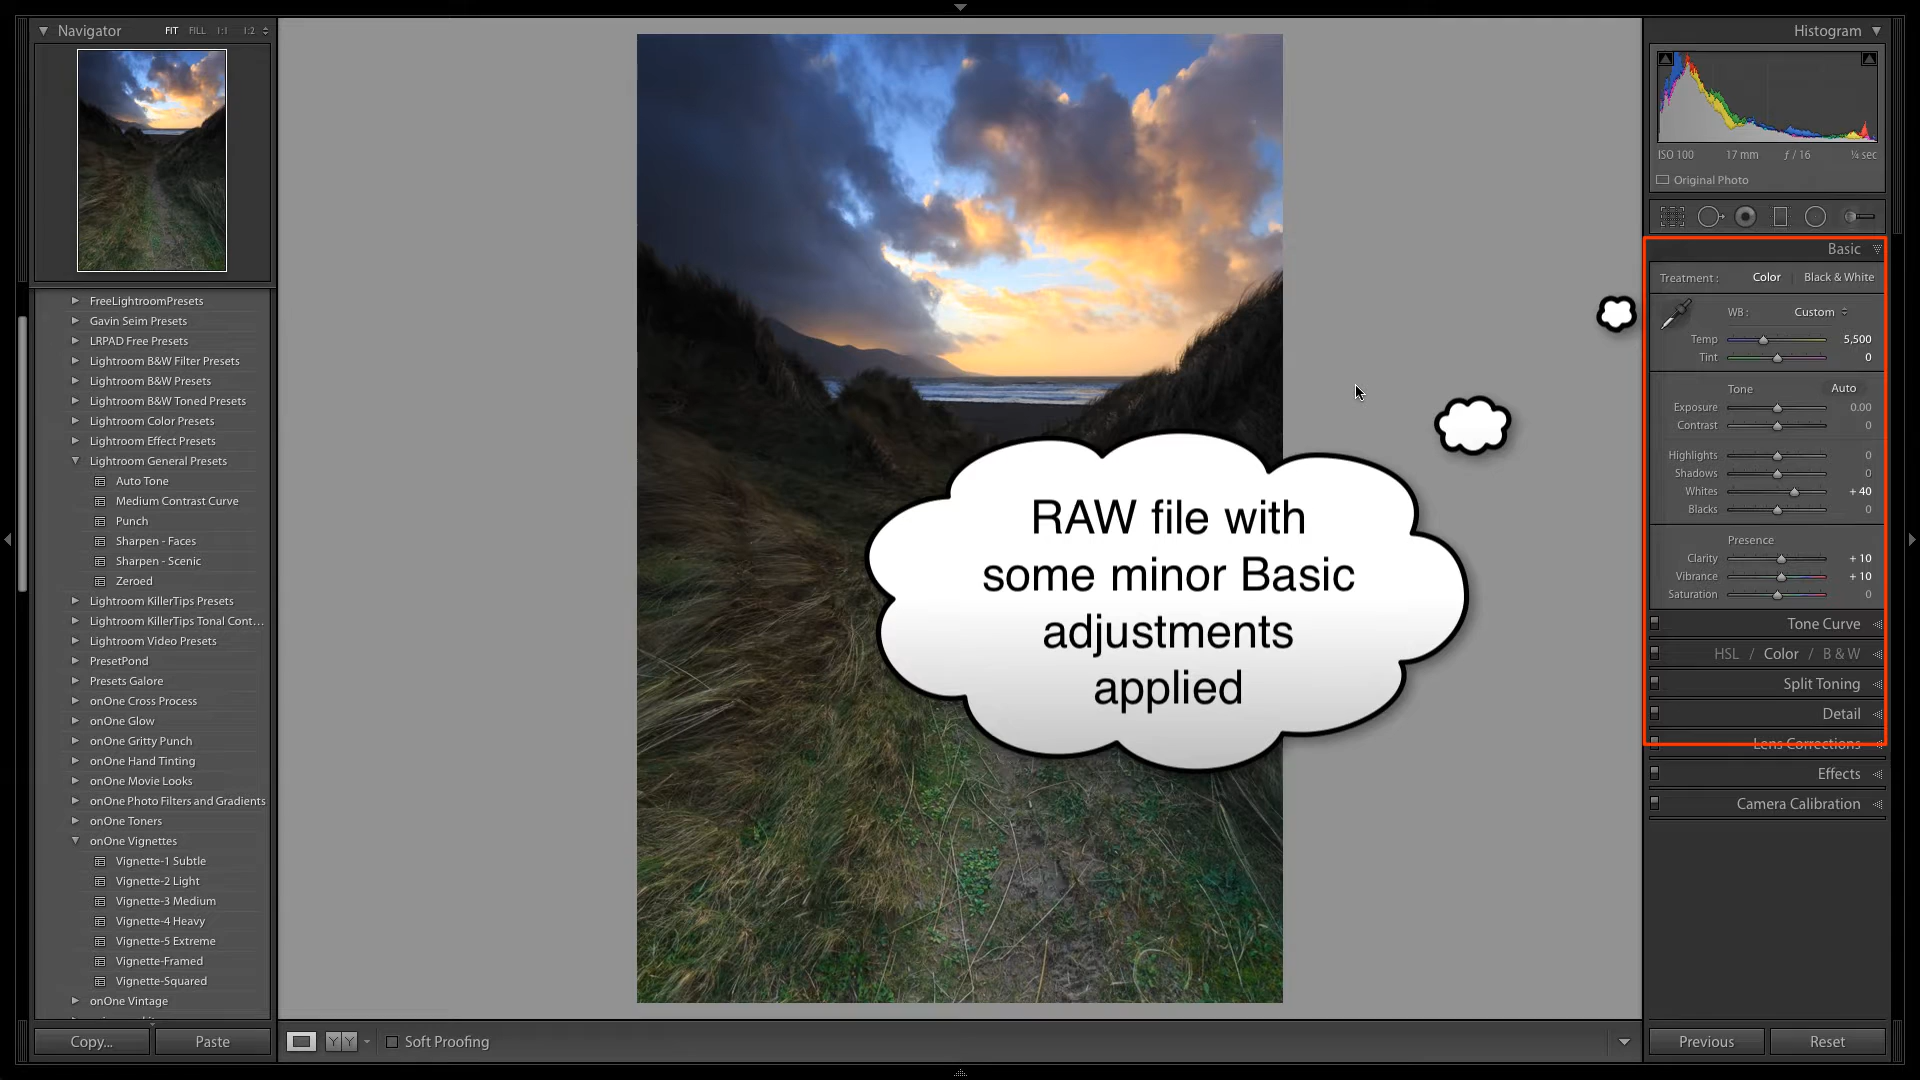 Navigator
FIT FILL 1:1 1:2
FreeLightroomPresets
Gavin Seim Presets
LRPAD Free Presets
Lightroom B&W Filter Presets
Lightroom B&W Presets
Lightroom B&W Toned Presets
Lightroom Color Presets
Lightroom Effect Presets
Lightroom General Presets
Auto Tone
Medium Contrast Curve
Punch
Sharpen - Faces
Sharpen - Scenic
Zeroed
Lightroom KillerTips Presets
Lightroom KillerTips Tonal Cont...
Lightroom Video Presets
PresetPond
Presets Galore
onOne Cross Process
onOne Glow
onOne Gritty Punch
onOne Hand Tinting
onOne Movie Looks
onOne Photo Filters and Gradients
onOne Toners
onOne Vignettes
Vignette-1 Subtle
Vignette-2 Light
Vignette-3 Medium
Vignette-4 Heavy
Vignette-5 Extreme
Vignette-Framed
Vignette-Squared
onOne Vintage
Copy... Paste
RAW file with
some minor Basic
adjustments
applied
YY Soft Proofing
Histogram
ISO 100 17 mm ƒ / 16 ¼ sec
Original Photo
Basic
Treatment : Color Black & White
WB : Custom
Temp 5,500
Tint 0
Tone Auto
Exposure 0.00
Contrast 0
Highlights 0
Shadows 0
Whites + 40
Blacks 0
Presence
Clarity + 10
Vibrance + 10
Saturation 0
Tone Curve
HSL / Color / B & W
Split Toning
Detail
Lens Corrections
Effects
Camera Calibration
Previous Reset